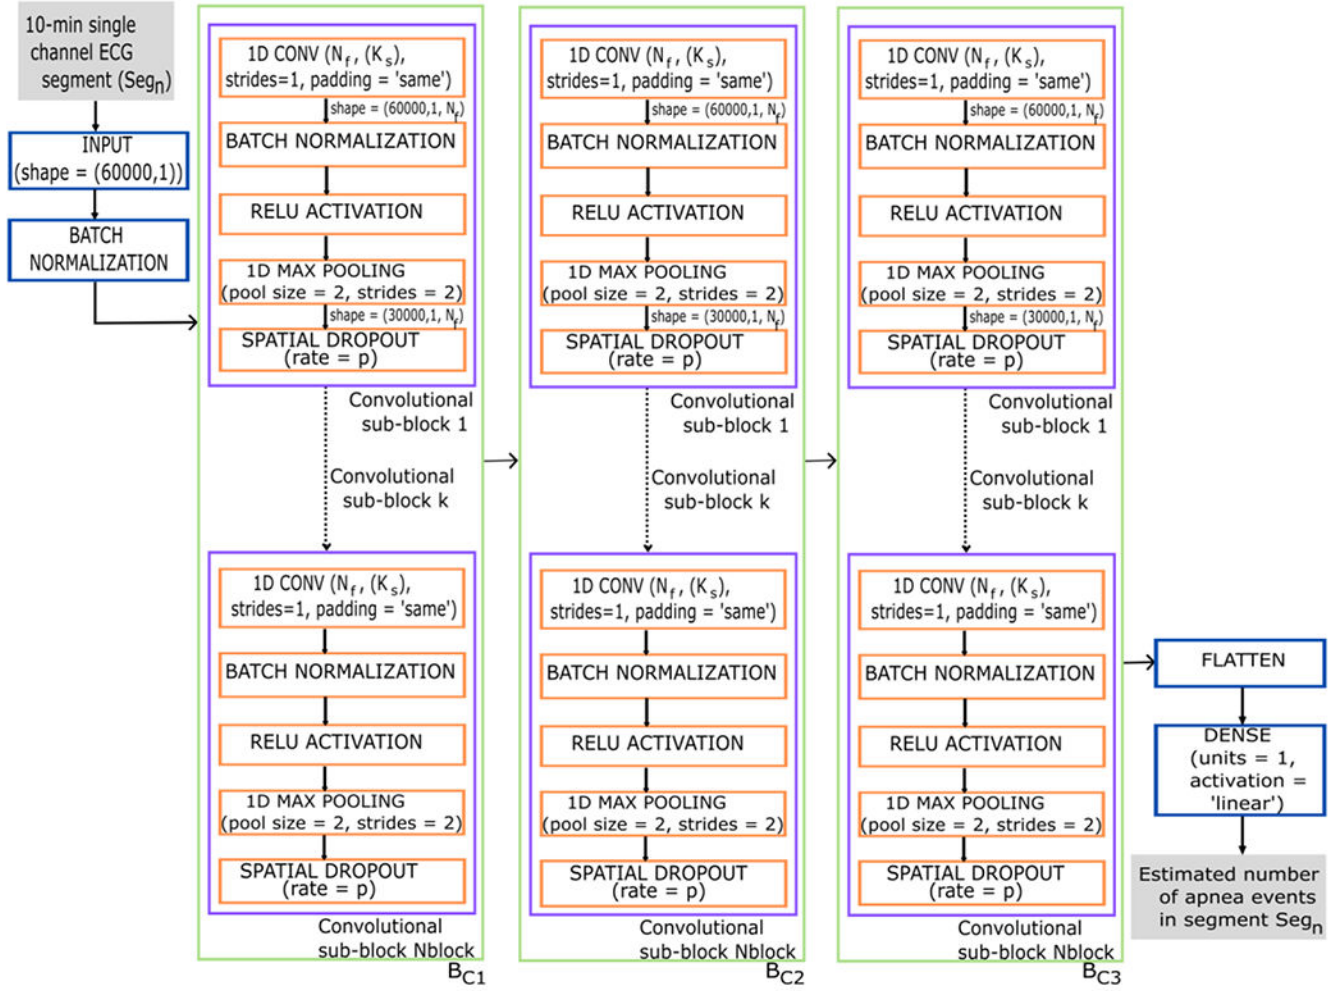 10-min single
channel ECG
segment (Segn)
INPUT
(shape = (60000,1))
BATCH
NORMALIZATION
1D CONV (Nf, (Ks),
strides=1, padding = 'same')
shape = (60000,1, Nf)
BATCH NORMALIZATION
RELU ACTIVATION
1D MAX POOLING
(pool size = 2, strides = 2)
shape = (30000,1, Nf)
SPATIAL DROPOUT
(rate = p)
Convolutional
sub-block 1
Convolutional
sub-block k
1D CONV (Nf, (Ks),
strides=1, padding = 'same')
BATCH NORMALIZATION
RELU ACTIVATION
1D MAX POOLING
(pool size = 2, strides = 2)
SPATIAL DROPOUT
(rate = p)
Convolutional
sub-block Nblock
BC1
1D CONV (Nf, (Ks),
strides=1, padding = 'same')
shape = (60000,1, Nf)
BATCH NORMALIZATION
RELU ACTIVATION
1D MAX POOLING
(pool size = 2, strides = 2)
shape = (30000,1, Nf)
SPATIAL DROPOUT
(rate = p)
Convolutional
sub-block 1
Convolutional
sub-block k
1D CONV (Nf, (Ks),
strides=1, padding = 'same')
BATCH NORMALIZATION
RELU ACTIVATION
1D MAX POOLING
(pool size = 2, strides = 2)
SPATIAL DROPOUT
(rate = p)
Convolutional
sub-block Nblock
BC2
1D CONV (Nf, (Ks),
strides=1, padding = 'same')
shape = (60000,1, Nf)
BATCH NORMALIZATION
RELU ACTIVATION
1D MAX POOLING
(pool size = 2, strides = 2)
shape = (30000,1, Nf)
SPATIAL DROPOUT
(rate = p)
Convolutional
sub-block 1
Convolutional
sub-block k
1D CONV (Nf, (Ks),
strides=1, padding = 'same')
BATCH NORMALIZATION
RELU ACTIVATION
1D MAX POOLING
(pool size = 2, strides = 2)
SPATIAL DROPOUT
(rate = p)
Convolutional
sub-block Nblock
BC3
FLATTEN
DENSE
(units = 1,
activation =
'linear')
Estimated number
of apnea events
in segment Segn